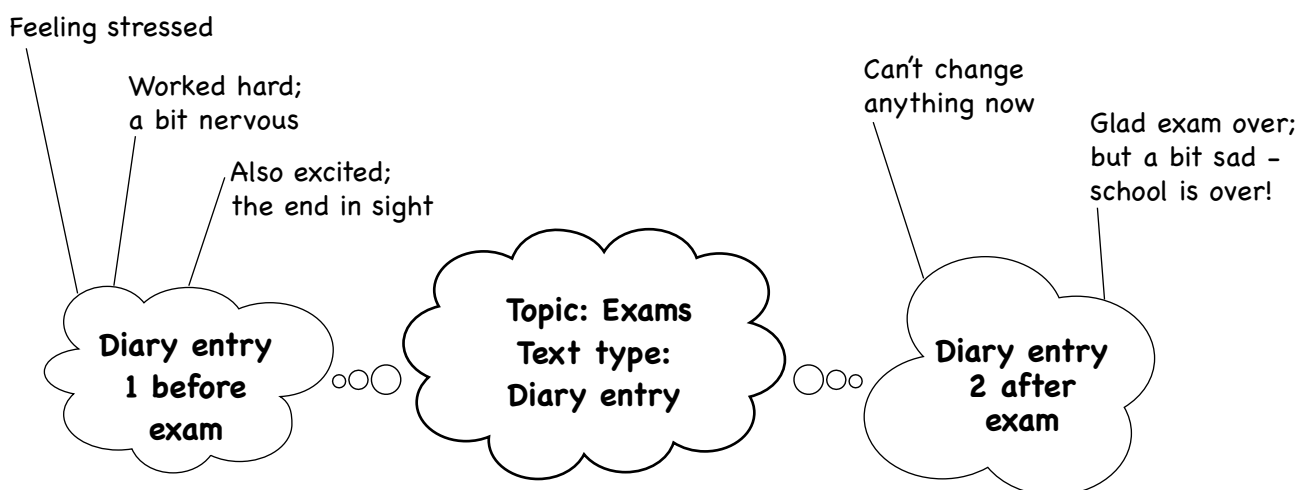 Feeling stressed
Worked hard;
a bit nervous
Also excited;
the end in sight
Diary entry
1 before
exam
Topic: Exams
Text type:
Diary entry
Can't change
anything now
Glad exam over;
but a bit sad –
school is over!
Diary entry
2 after
exam